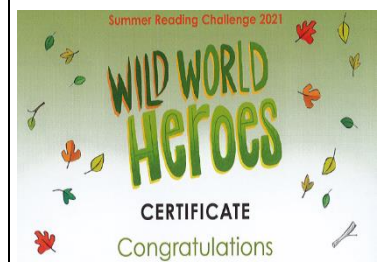 Summer Reading Challenge 2021
WILD WORLD
Heroes
CERTIFICATE
Congratulations